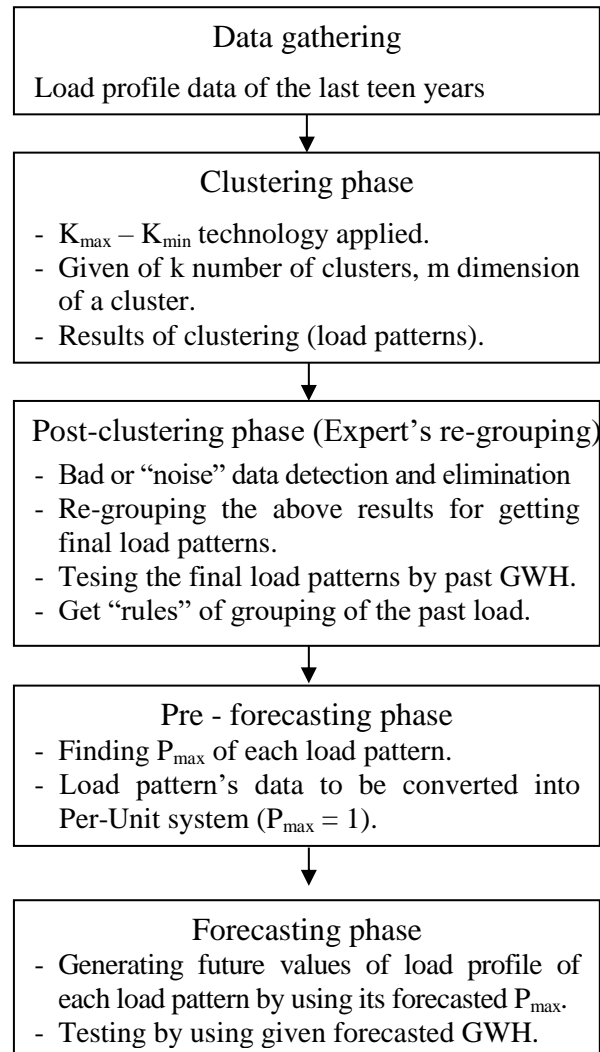 Data gathering
Load profile data of the last teen years
Clustering phase
- Kmax – Kmin technology applied.
- Given of k number of clusters, m dimension
of a cluster.
- Results of clustering (load patterns).
Post-clustering phase (Expert's re-grouping)
- Bad or “noise” data detection and elimination
- Re-grouping the above results for getting
final load patterns.
- Tesing the final load patterns by past GWH.
- Get “rules” of grouping of the past load.
Pre - forecasting phase
- Finding Pmax of each load pattern.
- Load pattern's data to be converted into
Per-Unit system (Pmax = 1).
Forecasting phase
- Generating future values of load profile of
each load pattern by using its forecasted Pmax.
- Testing by using given forecasted GWH.